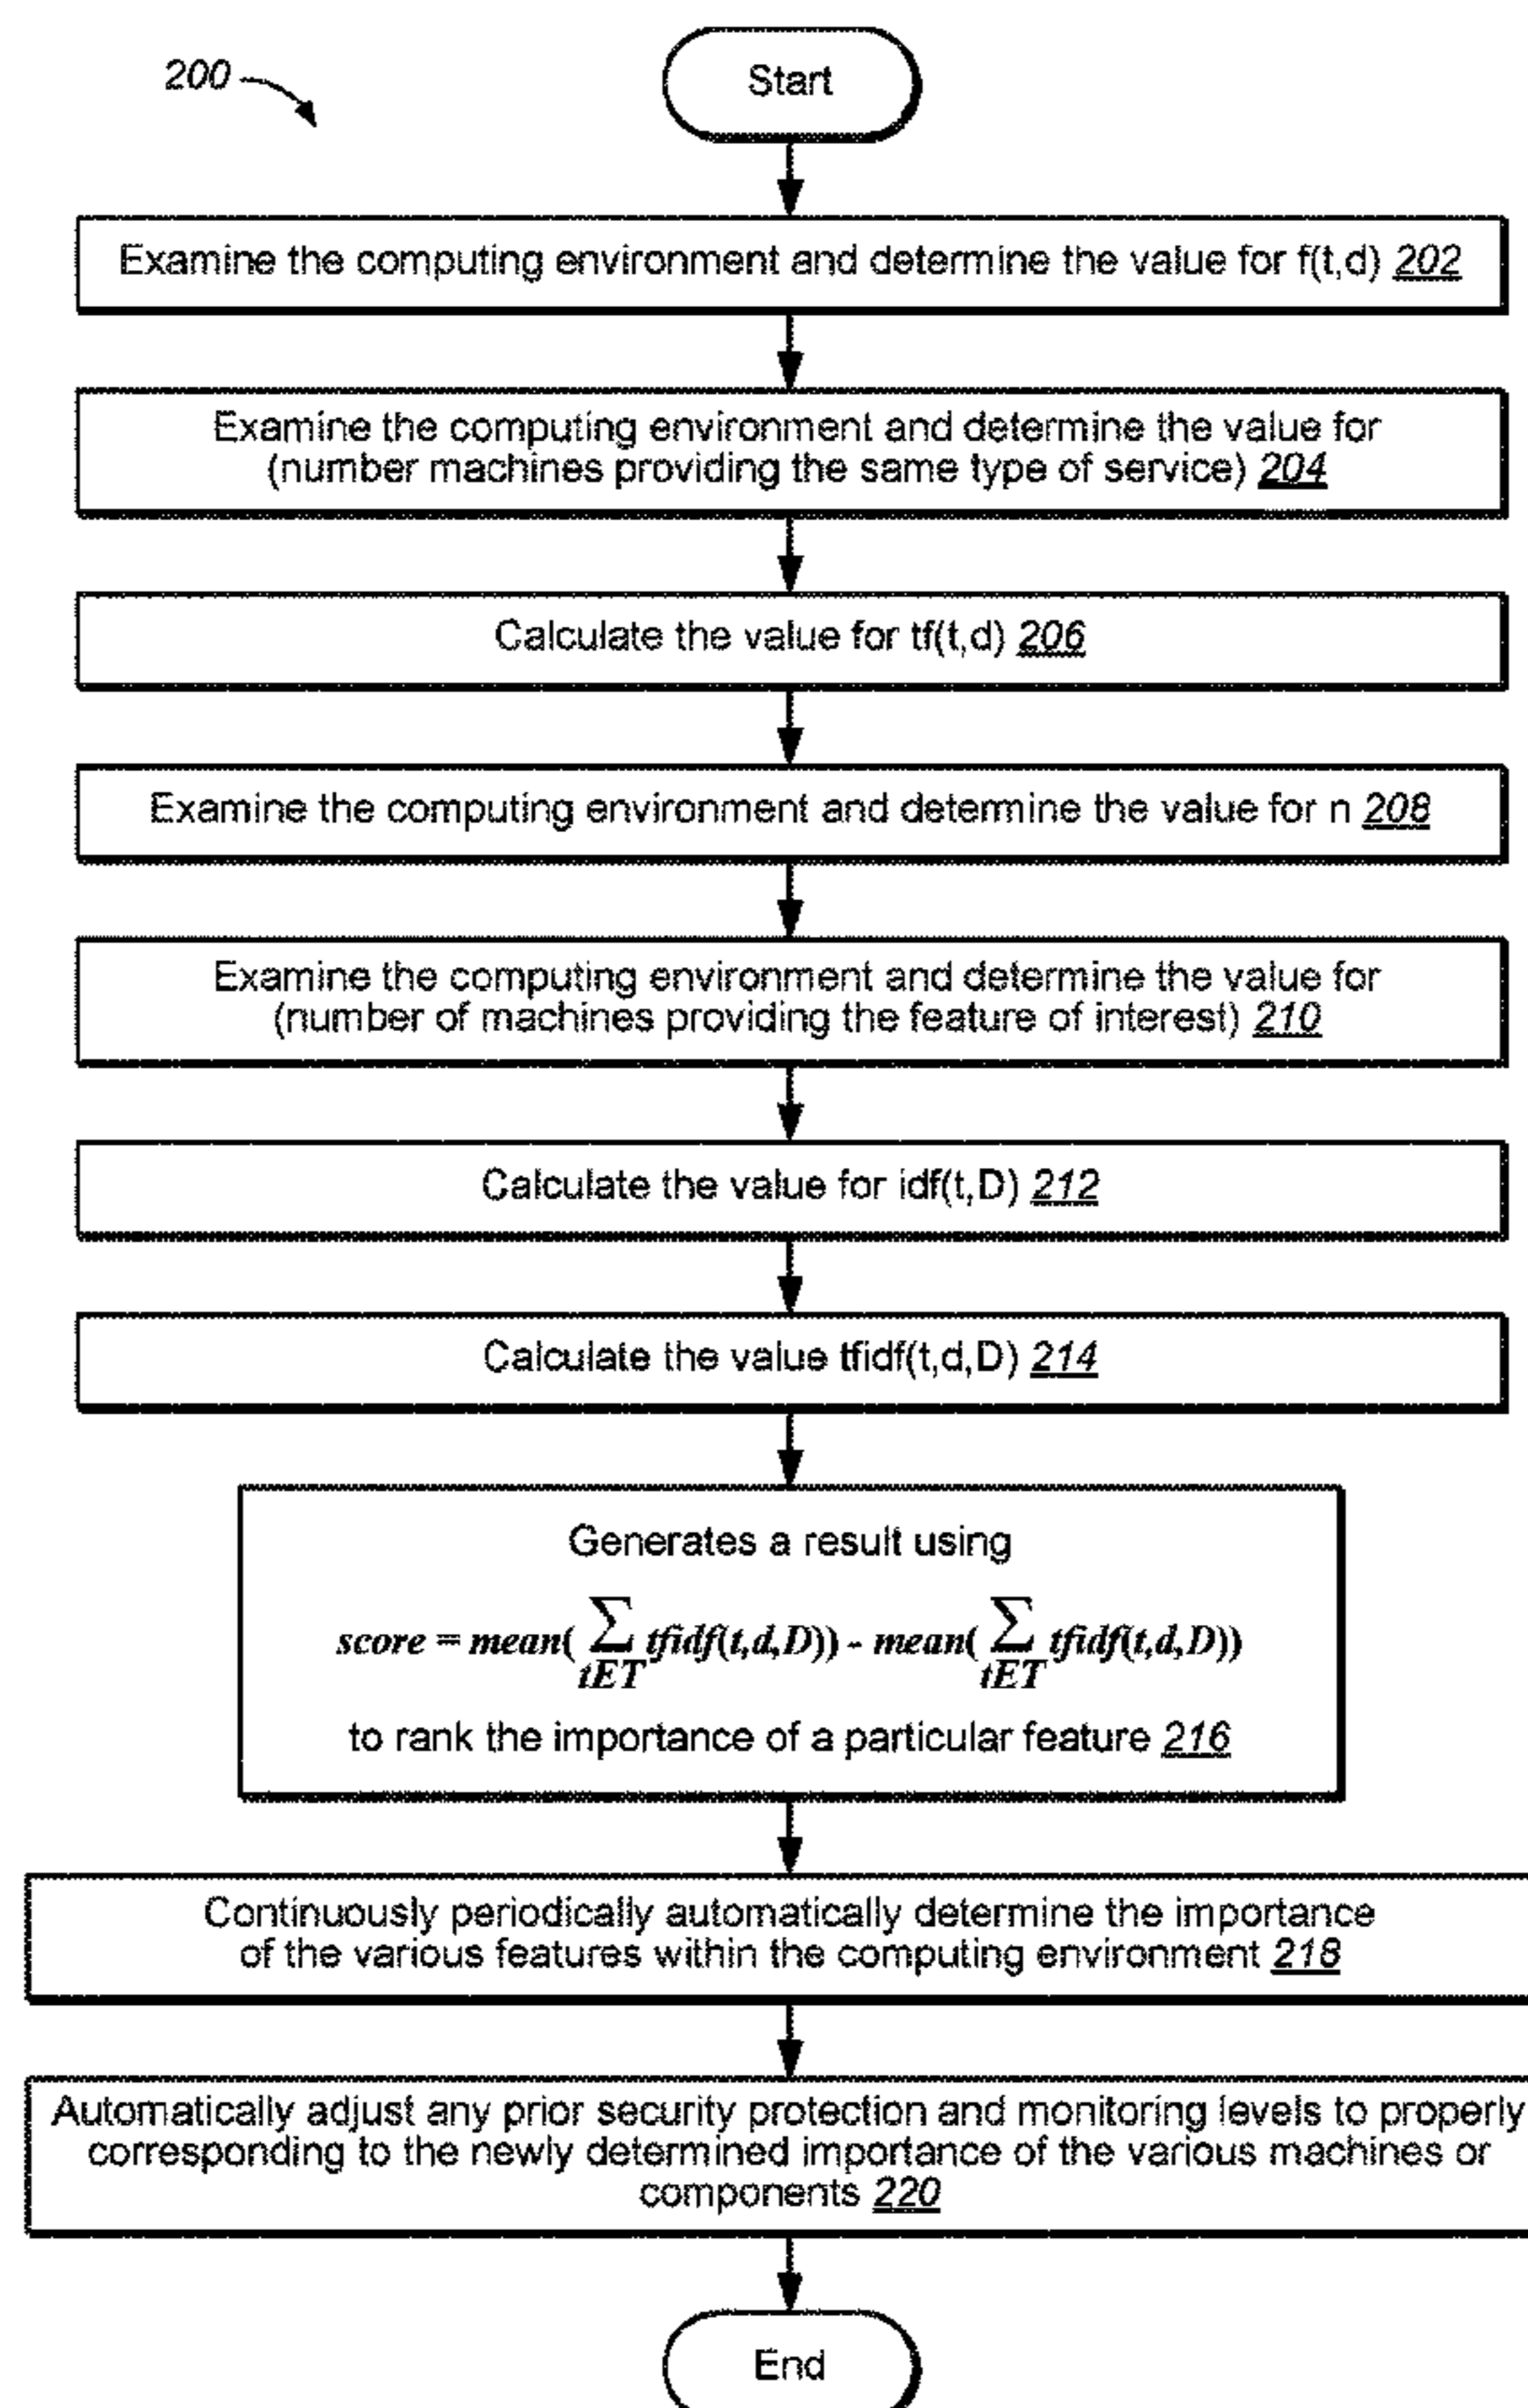 200
Start
Examine the computing environment and determine the value for f(t,d) 202
Examine the computing environment and determine the value for
(number machines providing the same type of service) 204
Calculate the value for tf(t,d) 206
Examine the computing environment and determine the value for n 208
Examine the computing environment and determine the value for
(number of machines providing the feature of interest) 210
Calculate the value for idf(t,D) 212
Calculate the value tfidf(t,d,D) 214
Generates a result using
score = mean( ∑ tfidf(t,d,D)) - mean( ∑ tfidf(t,d,D))
tET tET
to rank the importance of a particular feature 216
Continuously periodically automatically determine the importance
of the various features within the computing environment 218
Automatically adjust any prior security protection and monitoring levels to properly
corresponding to the newly determined importance of the various machines or
components 220
End